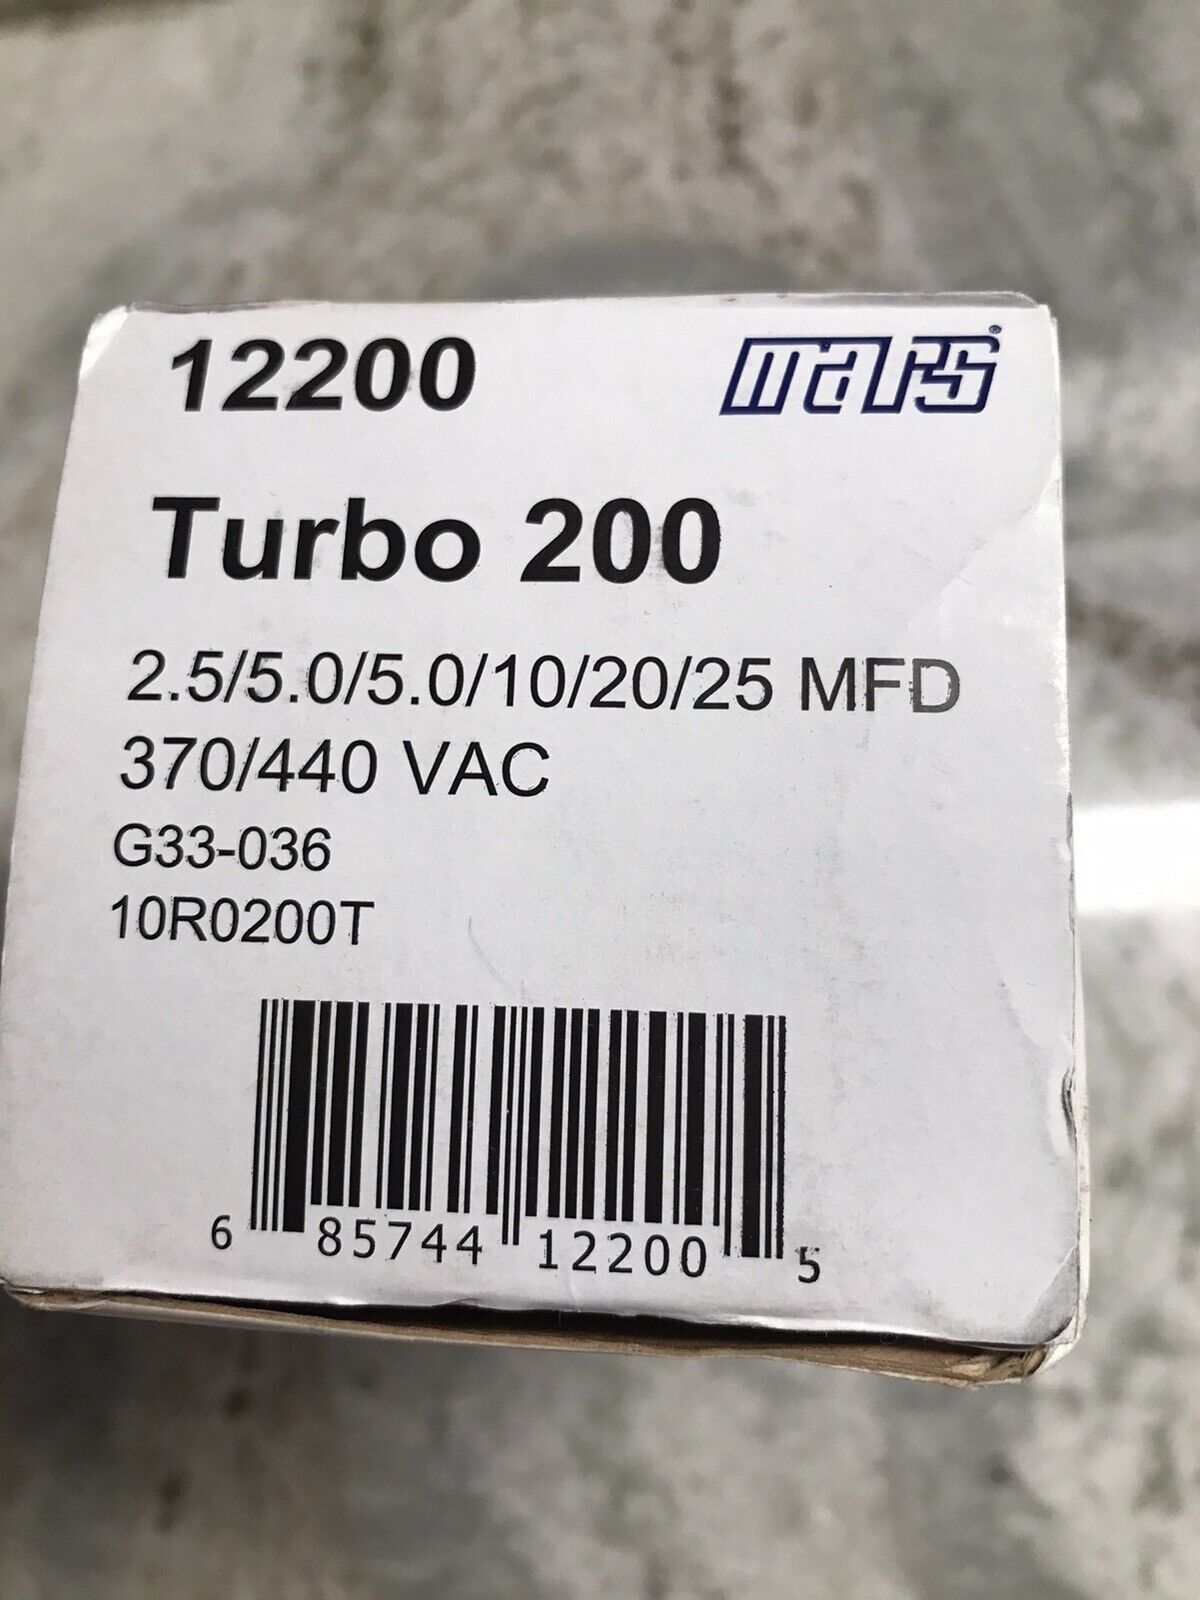 12200
mars®
Turbo 200
2.5/5.0/5.0/10/20/25 MFD
370/440 VAC
G33-036
10R0200T
6 85744 12200 5